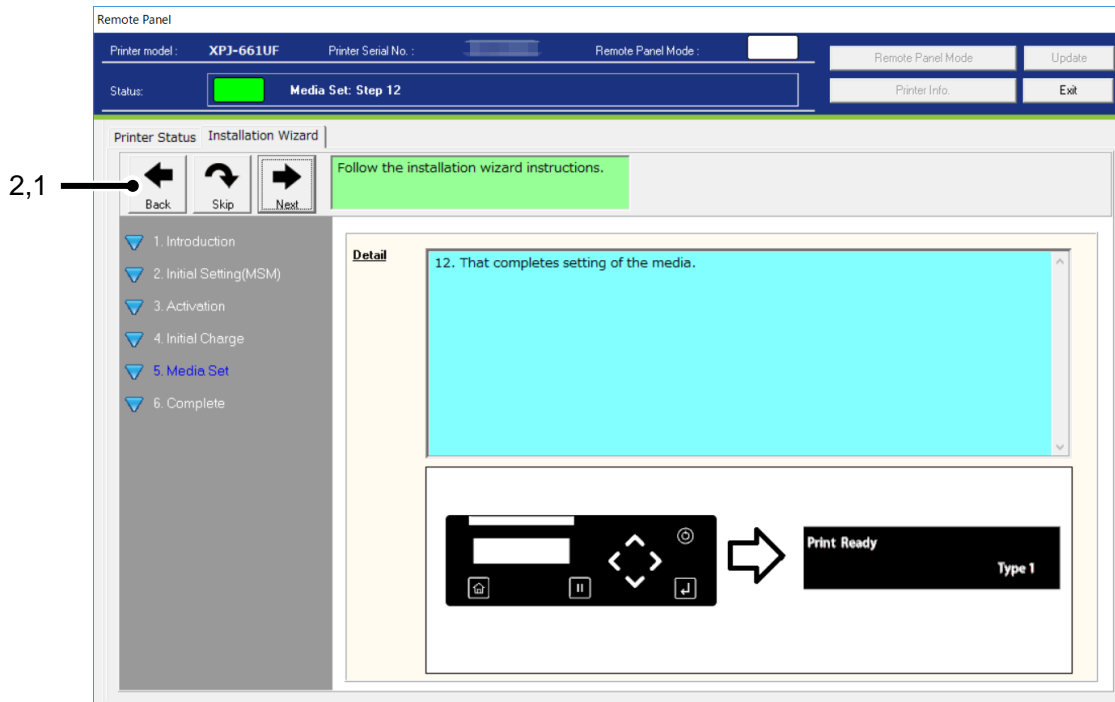 Remote Panel
Printer model : XPJ-661UF Printer Serial No. : Remote Panel Mode :
Remote Panel Mode Update
Status: Media Set: Step 12
Printer Info. Exit
Printer Status Installation Wizard
Follow the installation wizard instructions.
2,1
Back Skip Next
1. Introduction
2. Initial Setting(MSM)
3. Activation
4. Initial Charge
5. Media Set
6. Complete
Detail
12. That completes setting of the media.
Print Ready
Type 1